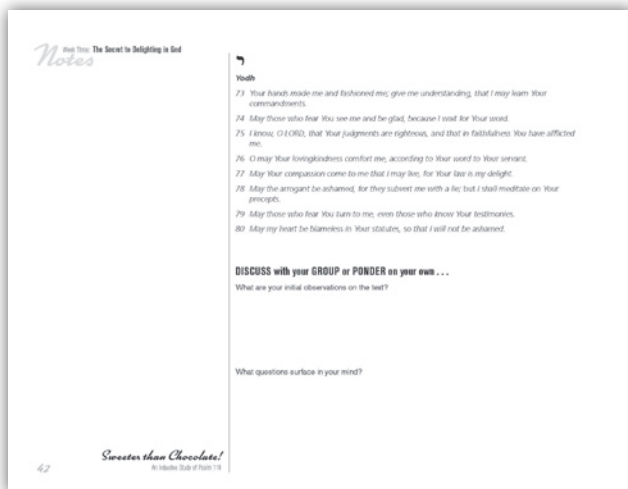 Week Three: The Secret to Delighting in God
Notes
י
Yodh
73 Your hands made me and fashioned me; give me understanding, that I may learn Your
commandments.
74 May those who fear You see me and be glad, because I wait for Your word.
75 I know, O LORD, that Your judgments are righteous, and that in faithfulness You have afflicted
me.
76 O may Your lovingkindness comfort me, according to Your word to Your servant.
77 May Your compassion come to me that I may live, for Your law is my delight.
78 May the arrogant be ashamed, for they subvert me with a lie; but I shall meditate on Your
precepts.
79 May those who fear You turn to me, even those who know Your testimonies.
80 May my heart be blameless in Your statutes, so that I will not be ashamed.
DISCUSS with your GROUP or PONDER on your own . . .
What are your initial observations on the text?
What questions surface in your mind?
Sweeter than Chocolate!
An Inductive Study of Psalm 119
42